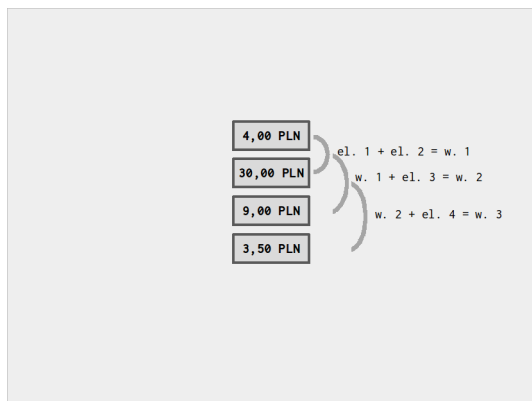 4,00 PLN
el. 1 + el. 2 = w. 1
30,00 PLN
w. 1 + el. 3 = w. 2
9,00 PLN
w. 2 + el. 4 = w. 3
3,50 PLN